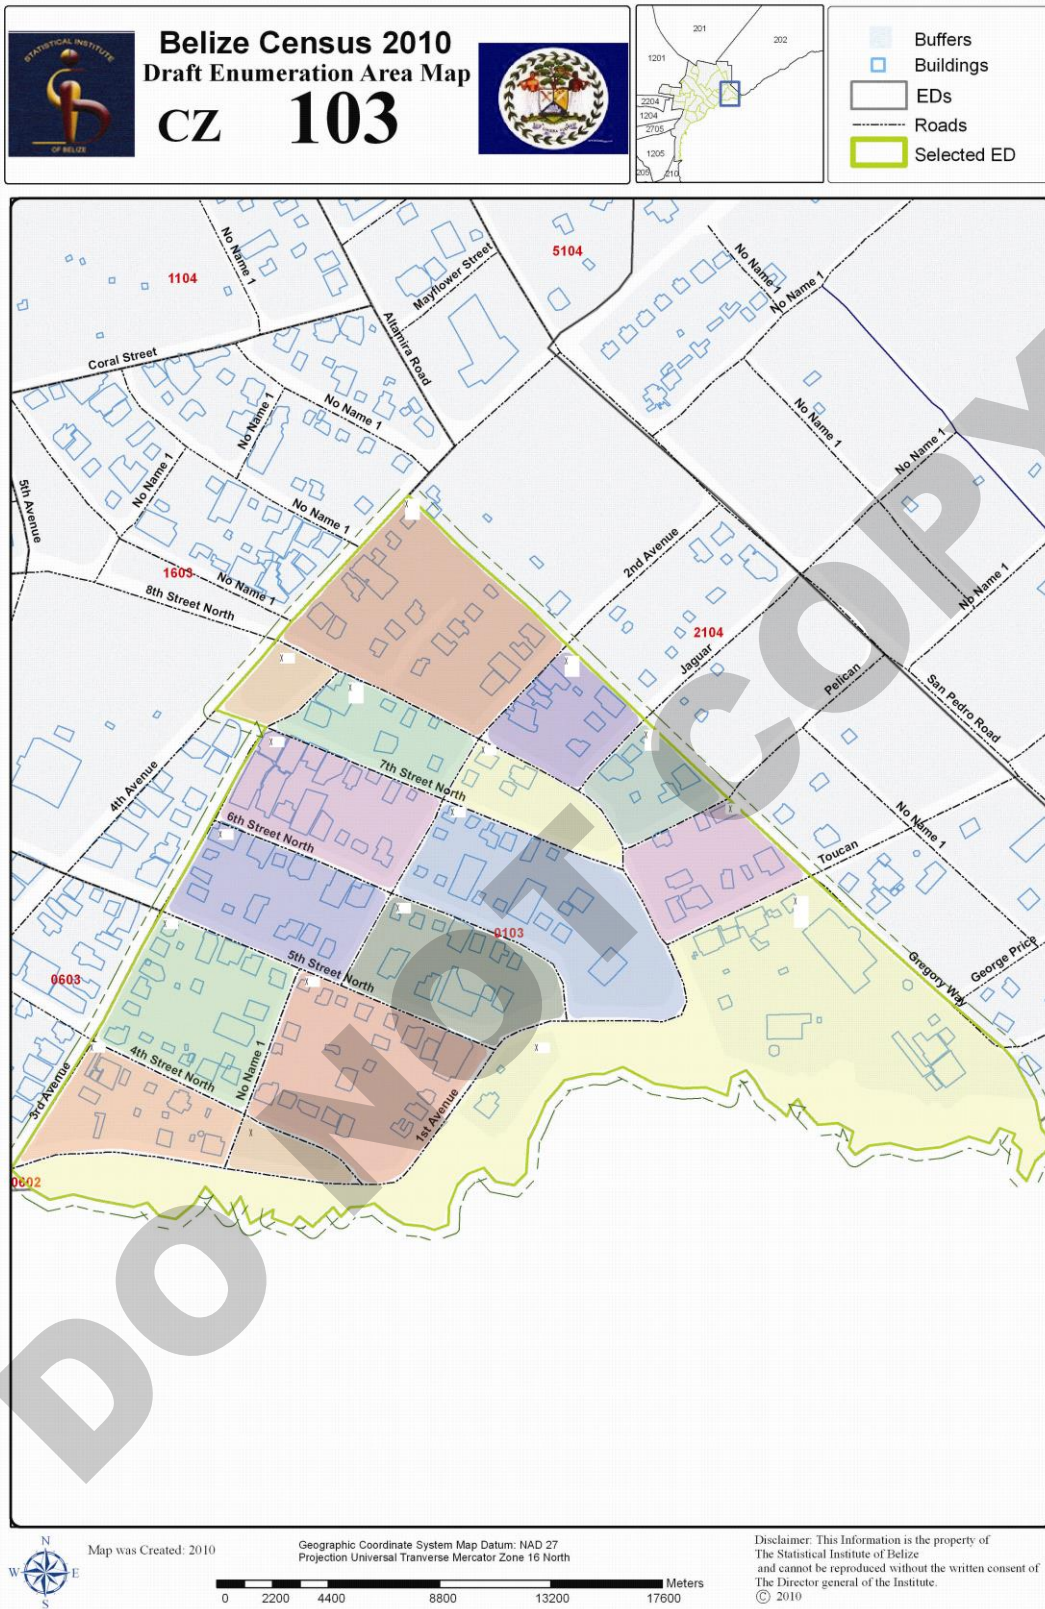 STATISTICAL INSTITUTE
OF BELIZE
Belize Census 2010
Draft Enumeration Area Map
CZ 103
201
202
1201
2204
1204
2705
1205
205
210
Buffers
Buildings
EDs
Roads
Selected ED
1104
5104
No Name 1
Mayflower Street
No Name 1
No Name 1
Altamira Road
Coral Street
No Name 1
No Name 1
No Name 1
No Name 1
No Name 1
5th Avenue
No Name 1
2nd Avenue
1603
No Name 1
8th Street North
No Name 1
2104
Jaguar
Pelican
San Pedro Road
4th Avenue
7th Street North
6th Street North
No Name 1
Toucan
0103
5th Street North
0603
Gregory Way
George Price
4th Street North
No Name 1
3rd Avenue
1st Avenue
0602
DO NOT COPY
N
W
E
S
Map was Created: 2010
Geographic Coordinate System Map Datum: NAD 27
Projection Universal Tranverse Mercator Zone 16 North
Meters
0 2200 4400 8800 13200 17600
Disclaimer: This Information is the property of
The Statistical Institute of Belize
and cannot be reproduced without the written consent of
The Director general of the Institute.
© 2010